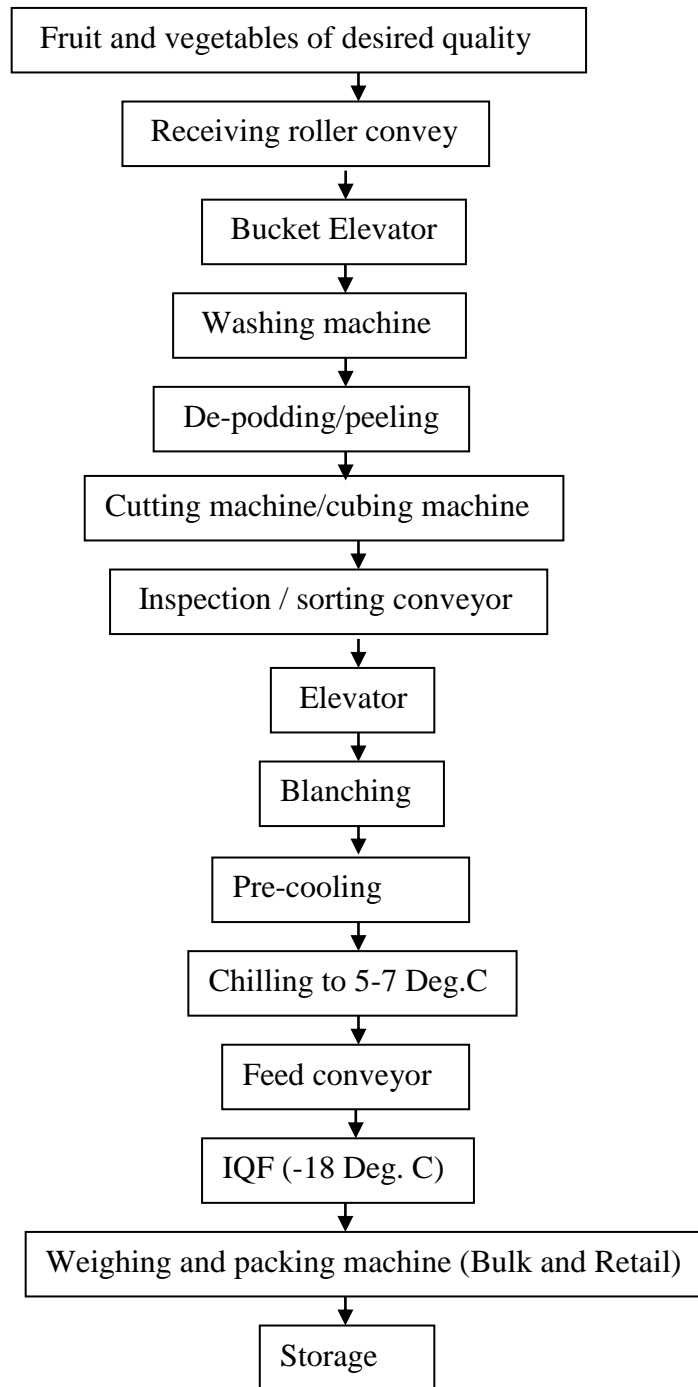 Fruit and vegetables of desired quality
Receiving roller convey
Bucket Elevator
Washing machine
De-podding/peeling
Cutting machine/cubing machine
Inspection / sorting conveyor
Elevator
Blanching
Pre-cooling
Chilling to 5-7 Deg.C
Feed conveyor
IQF (-18 Deg. C)
Weighing and packing machine (Bulk and Retail)
Storage